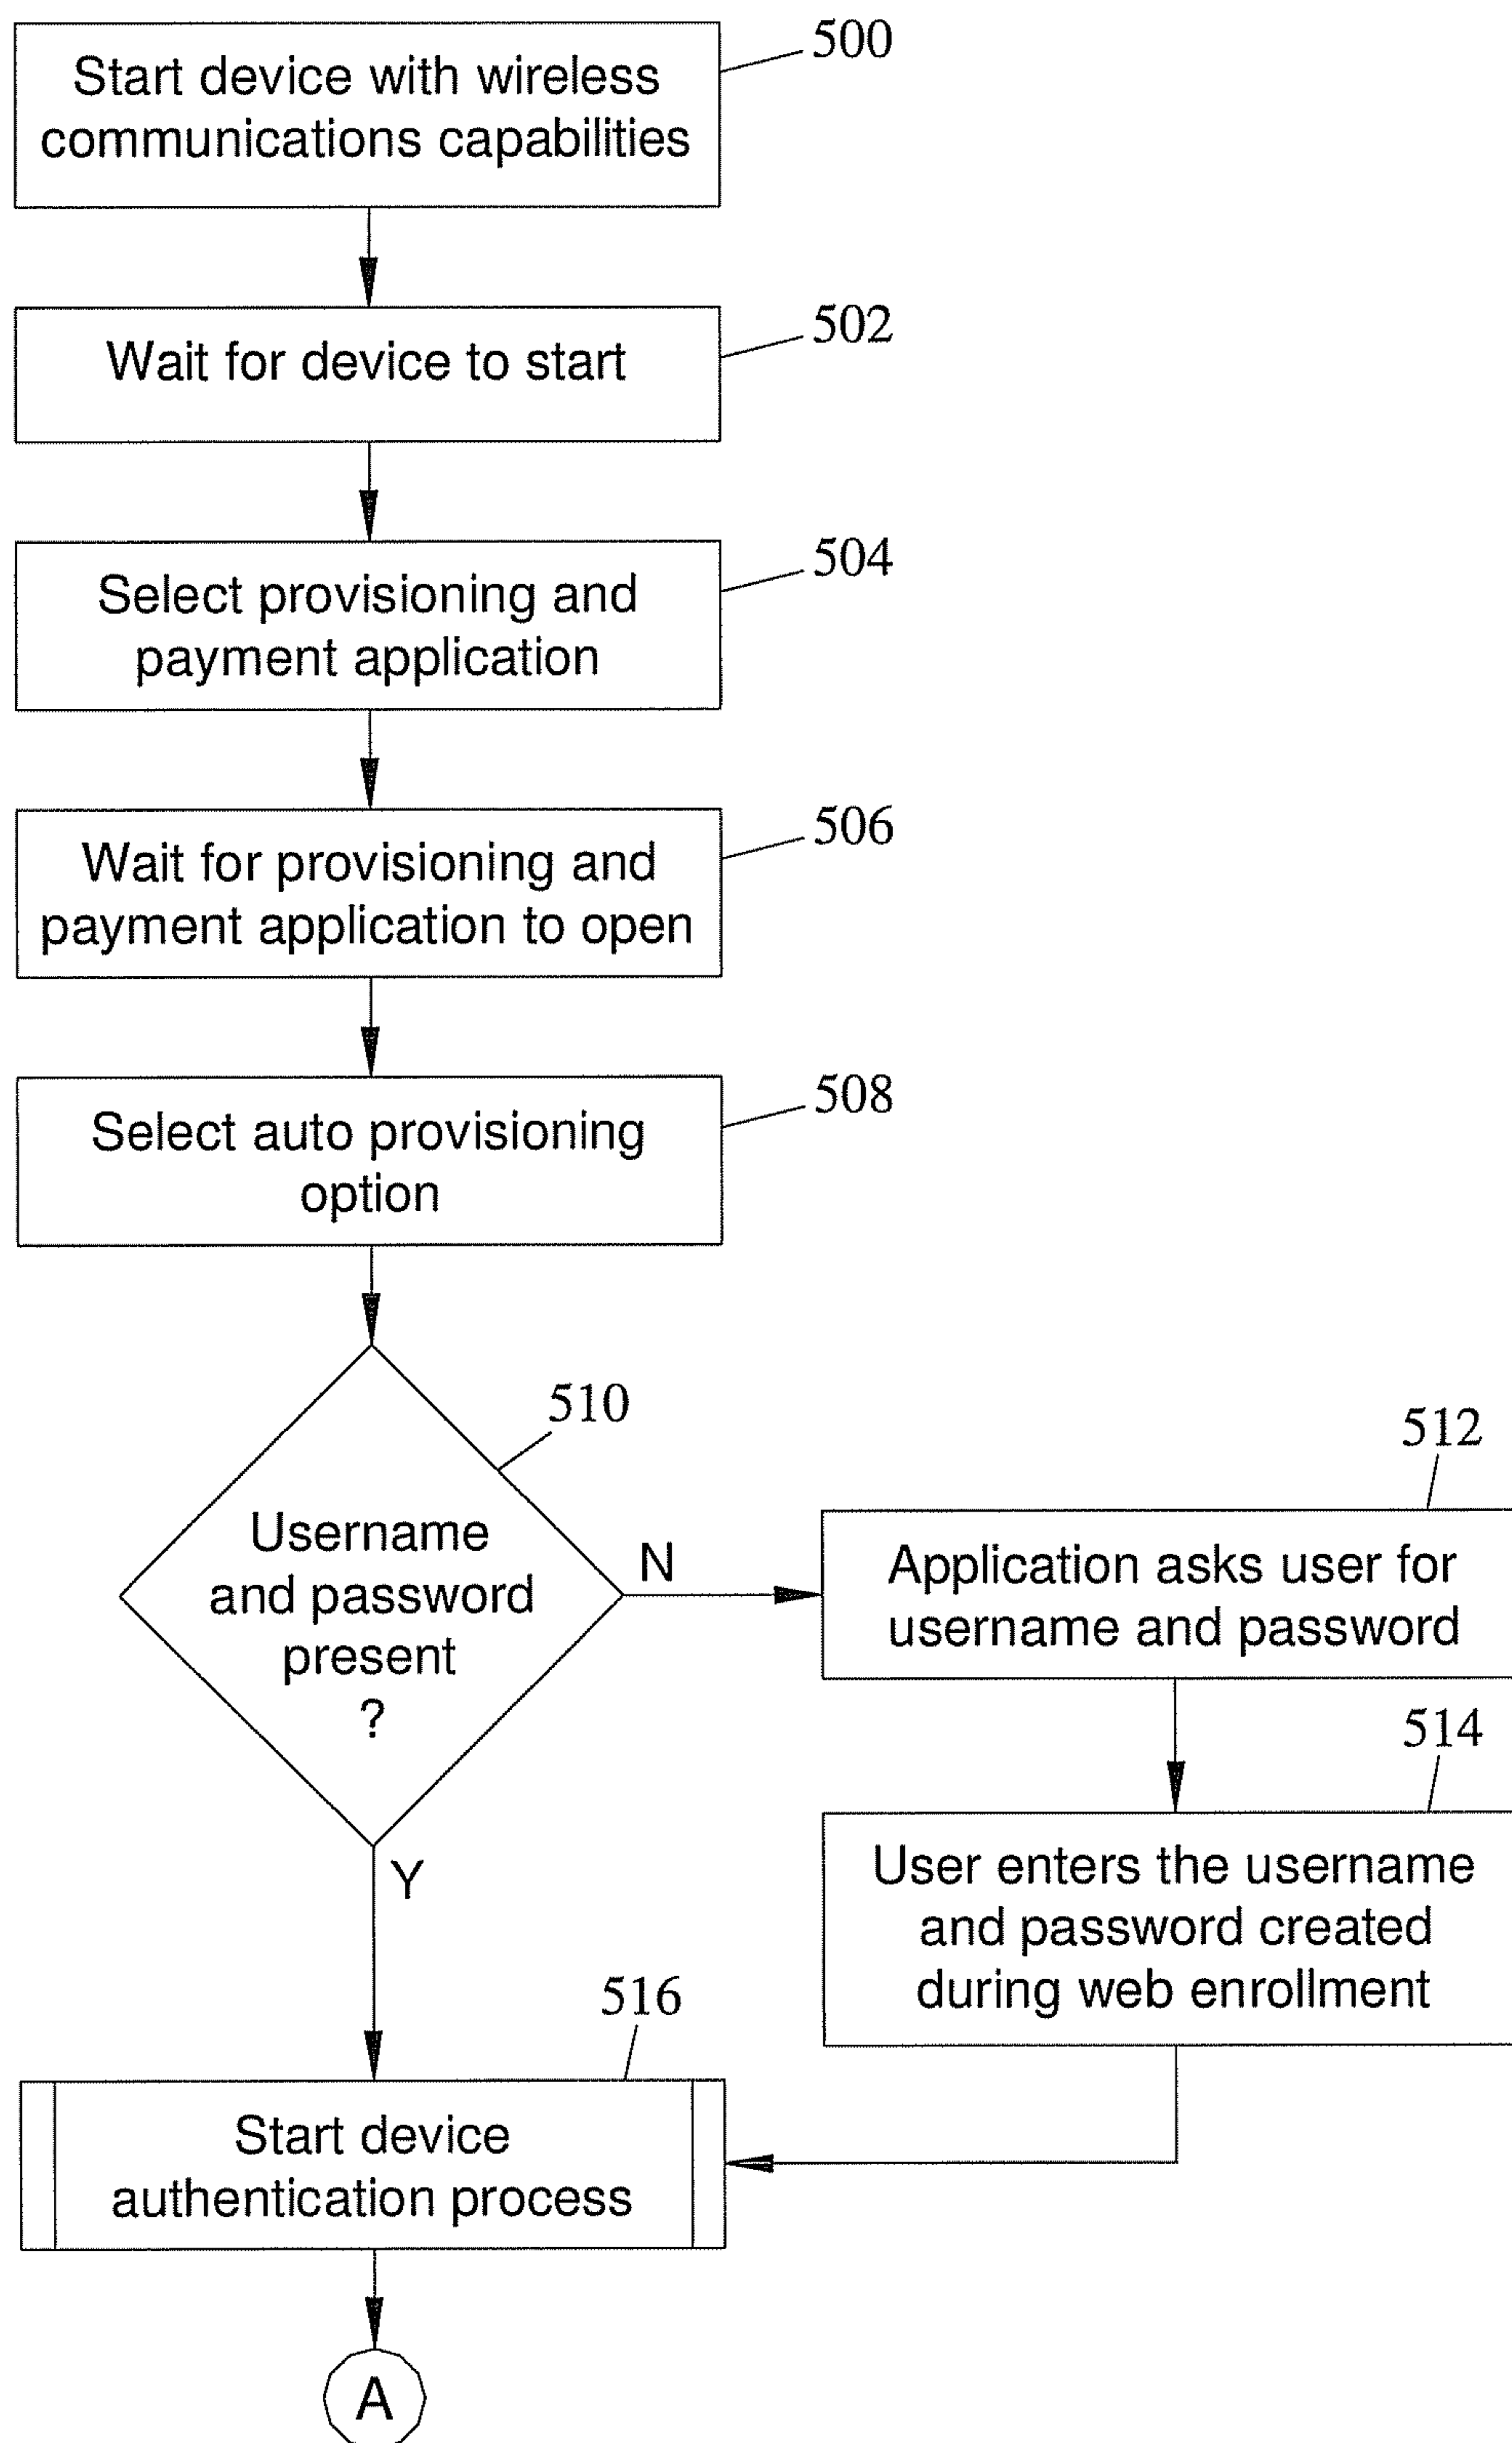 Start device with wireless
communications capabilities
500
Wait for device to start
502
Select provisioning and
payment application
504
Wait for provisioning and
payment application to open
506
Select auto provisioning
option
508
510
Username
and password
present
?
N
Y
512
Application asks user for
username and password
514
User enters the username
and password created
during web enrollment
516
Start device
authentication process
A